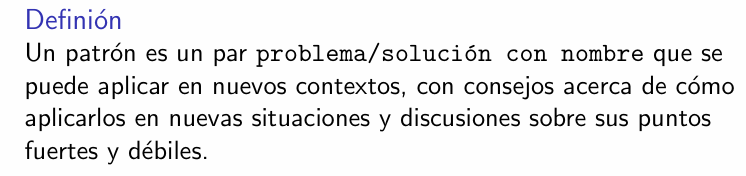 Definión
Un patrón es un par problema/solución con nombre que se
puede aplicar en nuevos contextos, con consejos acerca de cómo
aplicarlos en nuevas situaciones y discusiones sobre sus puntos
fuertes y débiles.